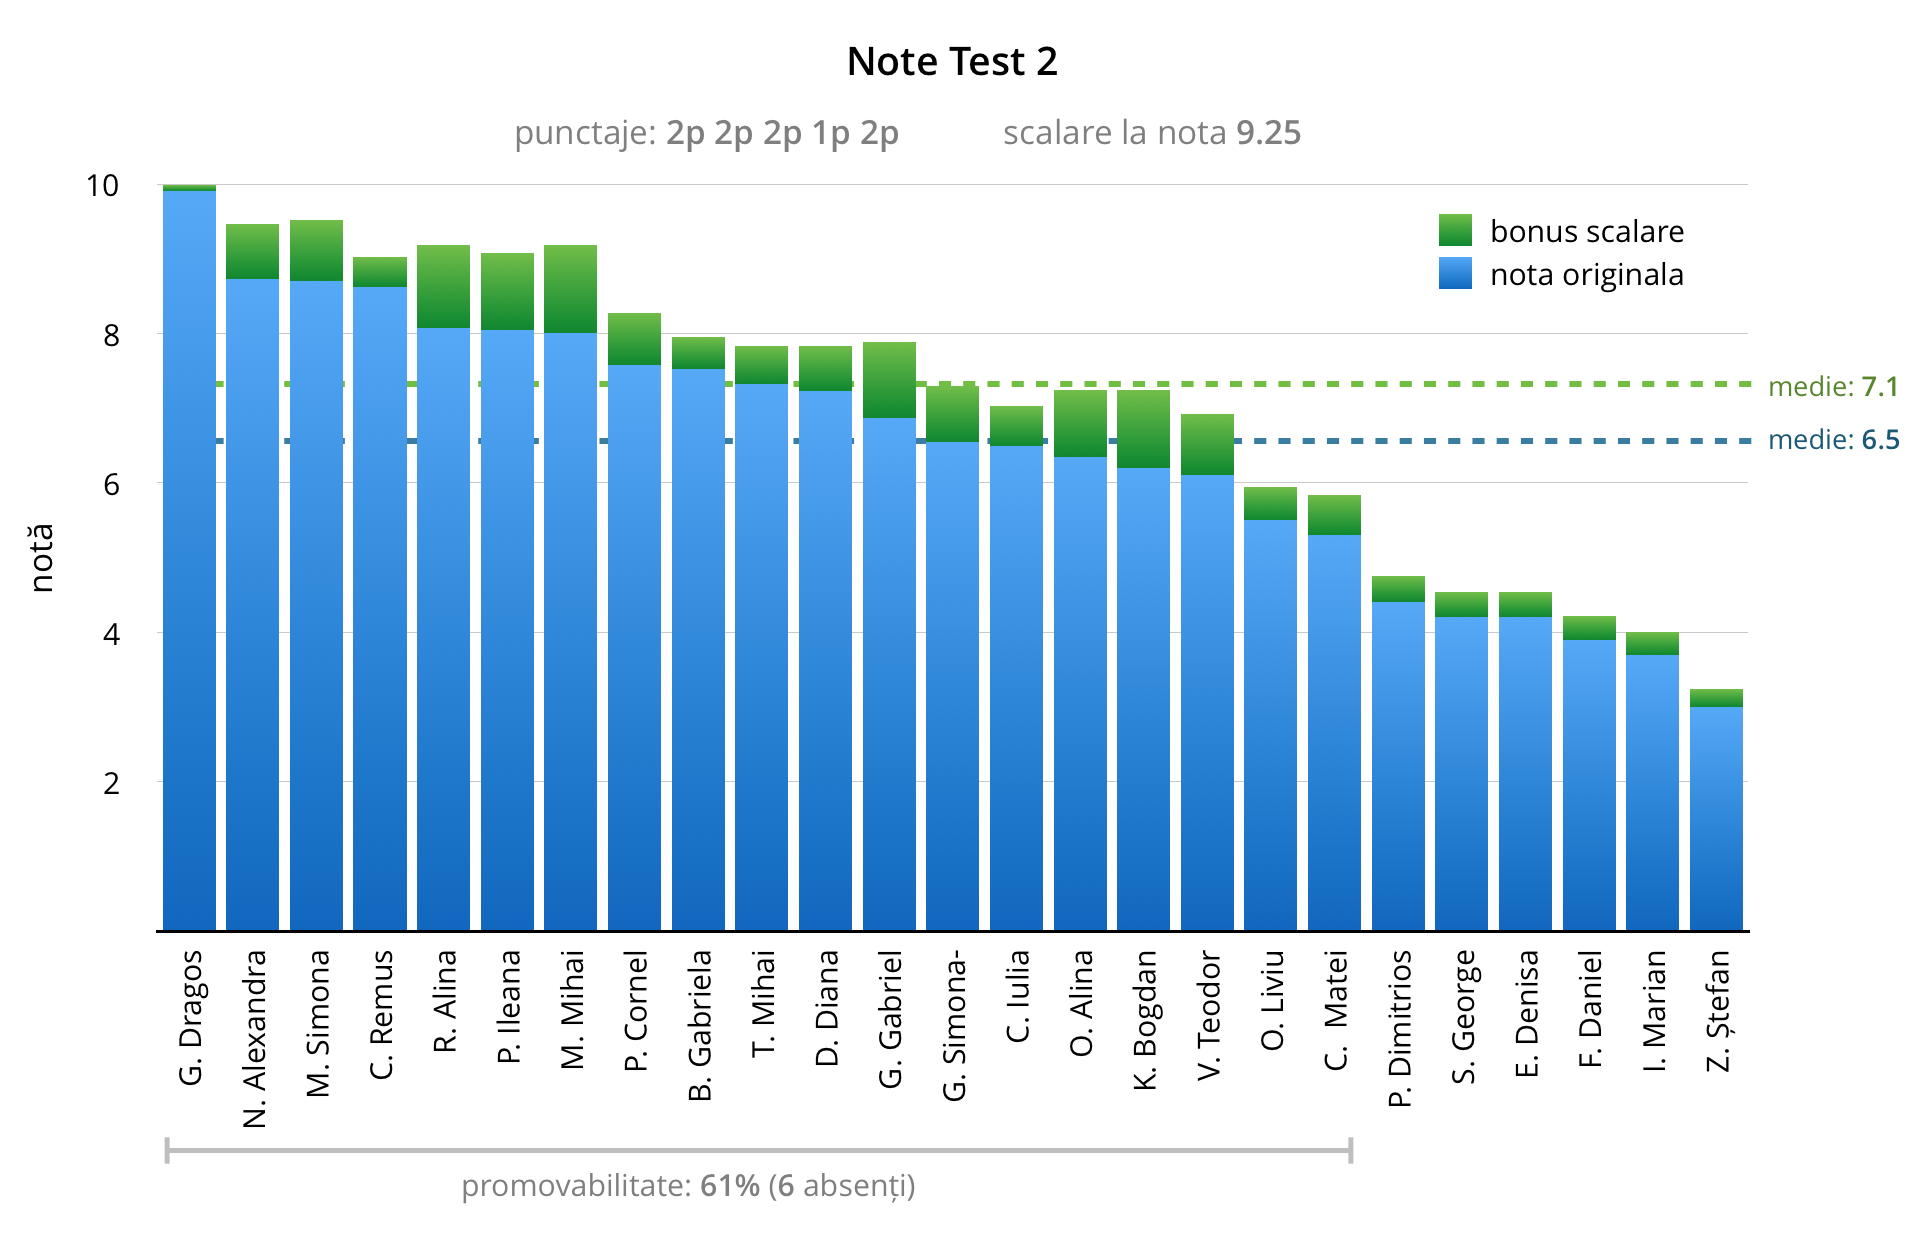 Note Test 2
punctaje: 2p 2p 2p 1p 2p
scalare la nota 9.25
10
8
6
4
2
notă
bonus scalare
nota originala
medie: 7.1
medie: 6.5
G. Dragos
N. Alexandra
M. Simona
C. Remus
R. Alina
P. Ileana
M. Mihai
P. Cornel
B. Gabriela
T. Mihai
D. Diana
G. Gabriel
G. Simona-
C. Iulia
O. Alina
K. Bogdan
V. Teodor
O. Liviu
C. Matei
P. Dimitrios
S. George
E. Denisa
F. Daniel
I. Marian
Z. Ștefan
promovabilitate: 61% (6 absenți)